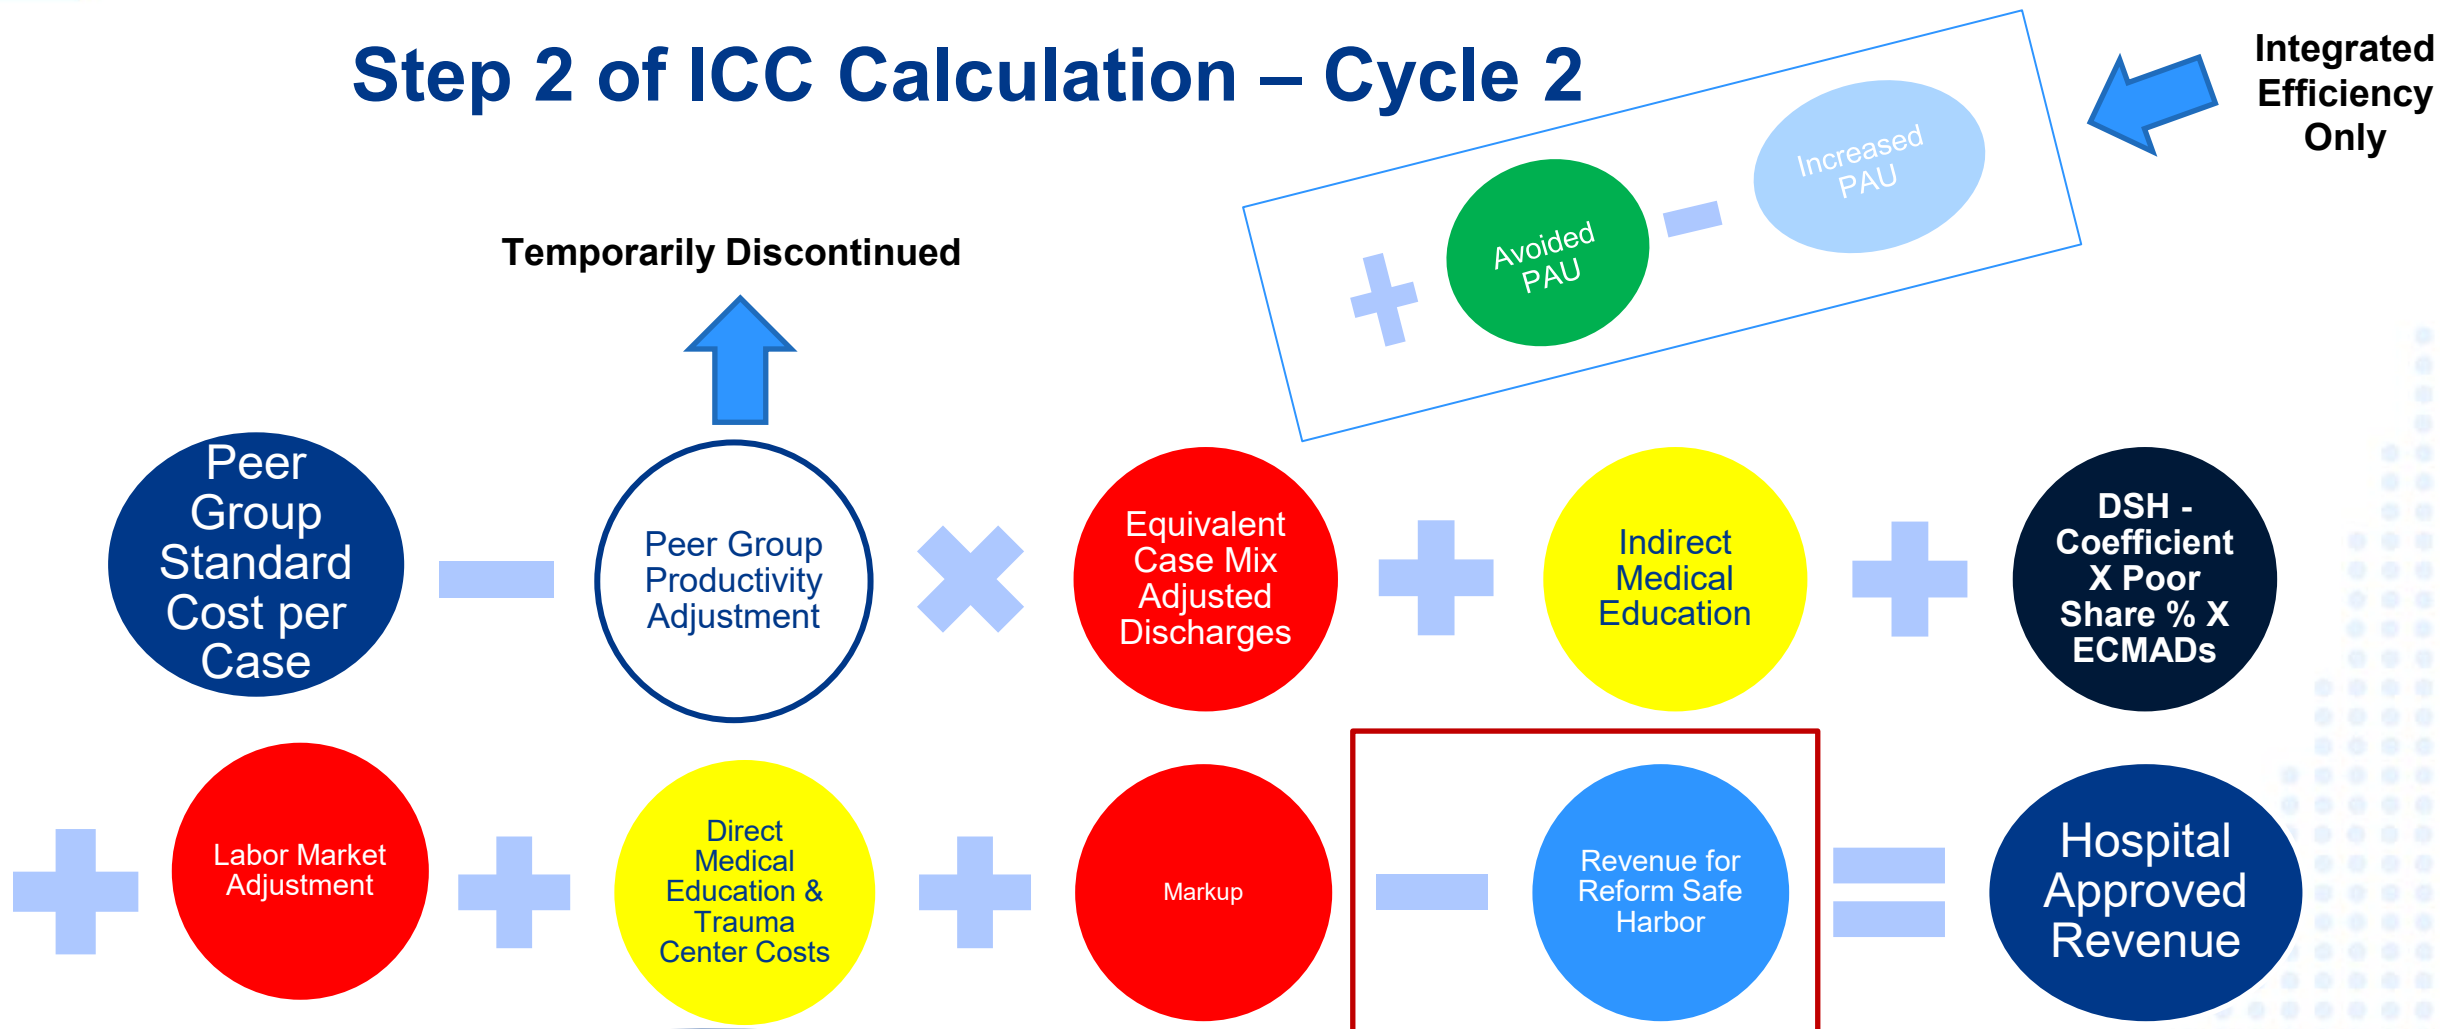 Step 2 of ICC Calculation – Cycle 2
Integrated
Efficiency
Only
Increased
PAU
Avoided
PAU
Temporarily Discontinued
Peer
Group
Standard
Cost per
Case
Peer Group
Productivity
Adjustment
Equivalent
Case Mix
Adjusted
Discharges
Indirect
Medical
Education
DSH -
Coefficient
X Poor
Share % X
ECMADs
Labor Market
Adjustment
Direct
Medical
Education &
Trauma
Center Costs
Markup
Revenue for
Reform Safe
Harbor
Hospital
Approved
Revenue